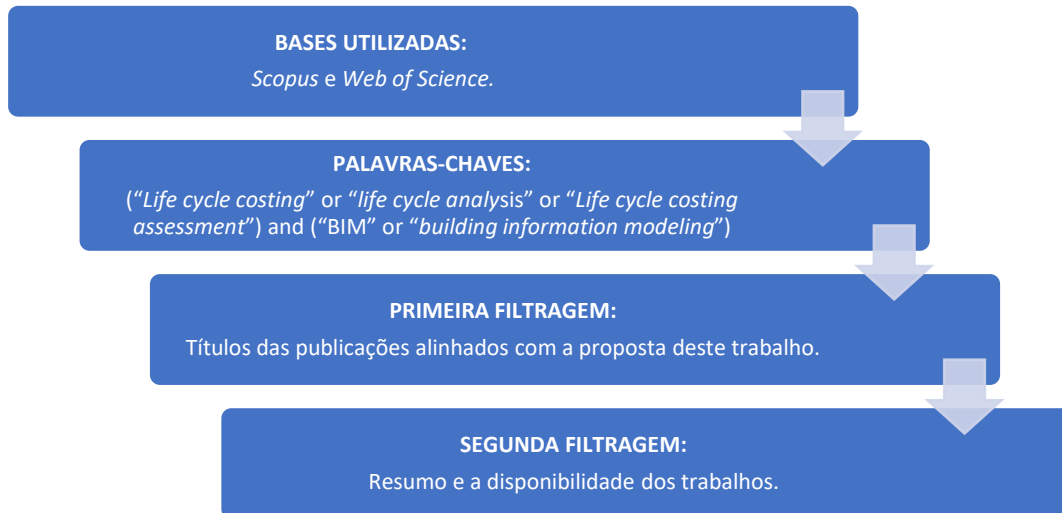 BASES UTILIZADAS:
Scopus e Web of Science.
PALAVRAS-CHAVES:
(“Life cycle costing” or “life cycle analysis” or “Life cycle costing
assessment”) and (“BIM” or “building information modeling”)
PRIMEIRA FILTRAGEM:
Títulos das publicações alinhados com a proposta deste trabalho.
SEGUNDA FILTRAGEM:
Resumo e a disponibilidade dos trabalhos.